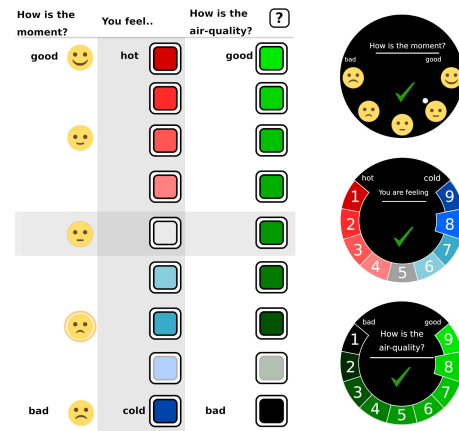 How is the
moment?
You feel..
How is the
air-quality?
?
good
hot
good
bad
cold
bad
How is the moment?
bad
good
hot
cold
You are feeling
1
2
3
4
5
6
7
8
9
bad
good
How is the
air-quality?
1
2
3
4
5
6
7
8
9